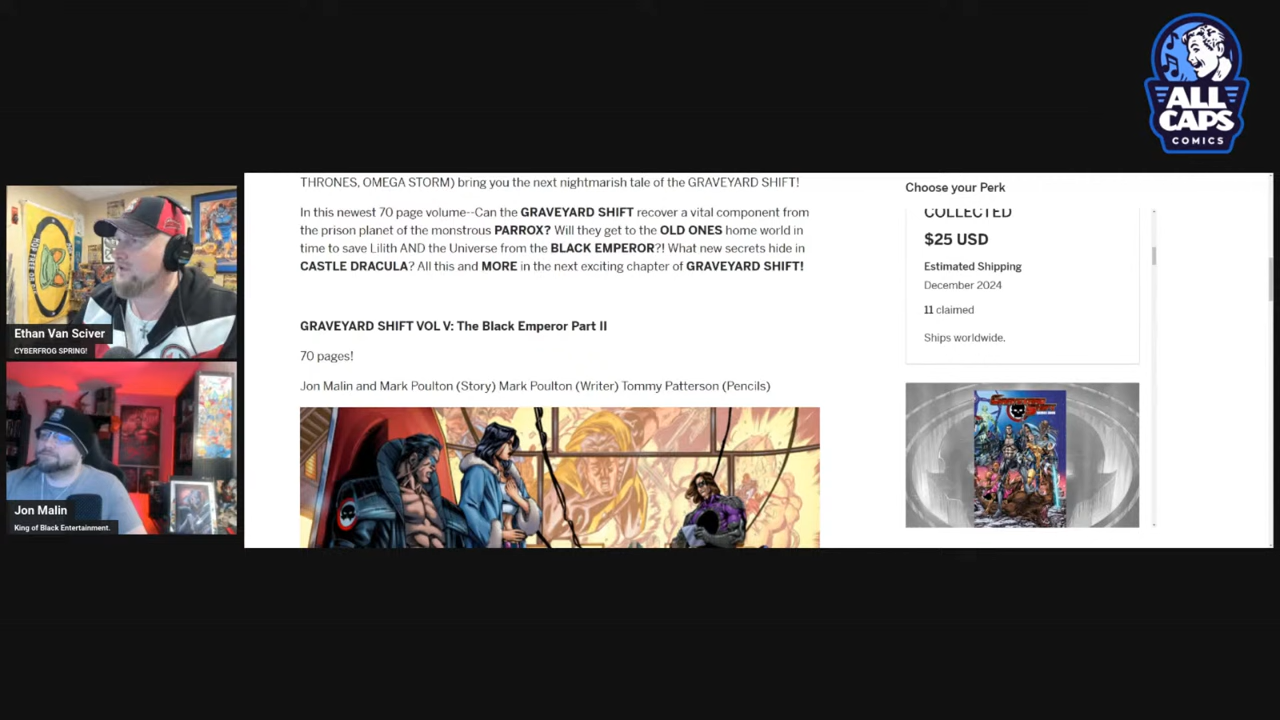 ALL
CAPS
COMICS
THRONES, OMEGA STORM) bring you the next nightmarish tale of the GRAVEYARD SHIFT!
In this newest 70 page volume--Can the GRAVEYARD SHIFT recover a vital component from
the prison planet of the monstrous PARROX? Will they get to the OLD ONES home world in
time to save Lilith AND the Universe from the BLACK EMPEROR?! What new secrets hide in
CASTLE DRACULA? All this and MORE in the next exciting chapter of GRAVEYARD SHIFT!
GRAVEYARD SHIFT VOL V: The Black Emperor Part II
70 pages!
Jon Malin and Mark Poulton (Story) Mark Poulton (Writer) Tommy Patterson (Pencils)
Choose your Perk
COLLECTED
$25 USD
Estimated Shipping
December 2024
11 claimed
Ships worldwide.
Ethan Van Sciver
CYBERFROG SPRING!
Jon Malin
King of Black Entertainment.